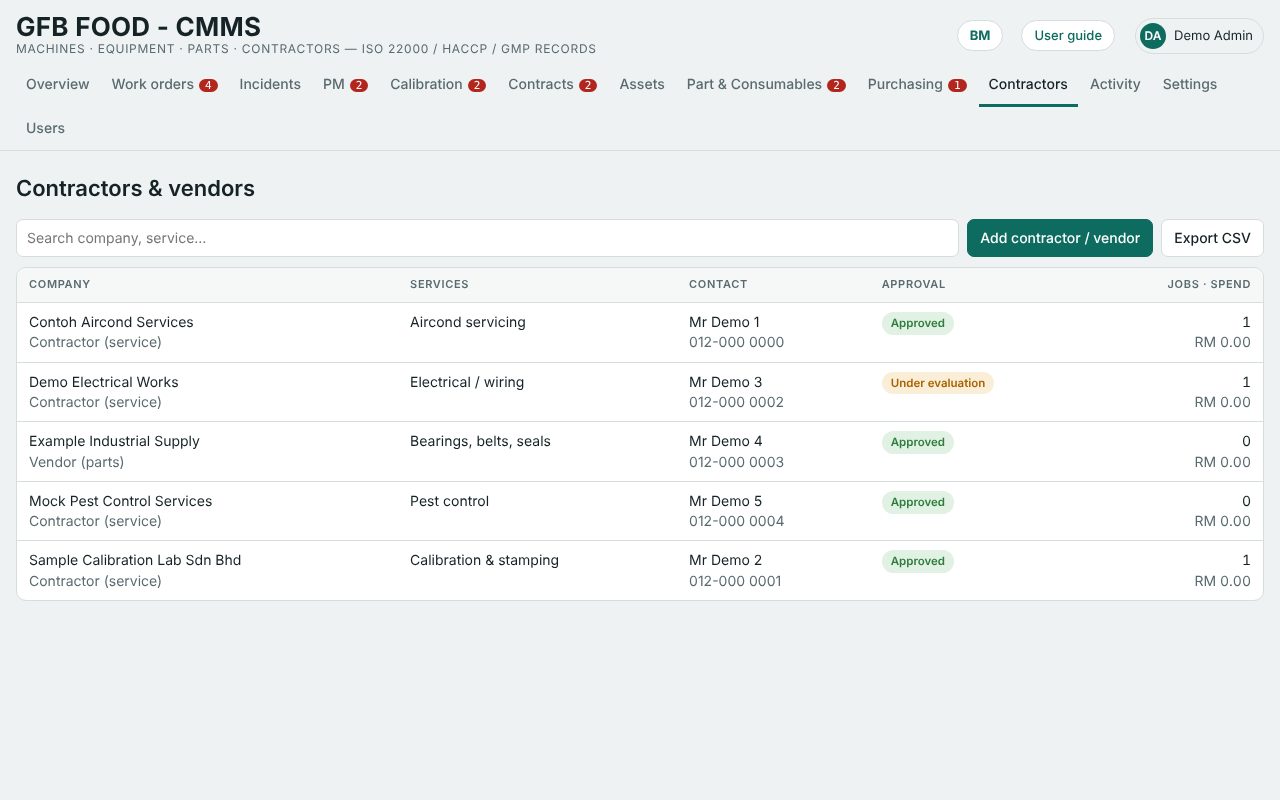 GFB FOOD - CMMS
MACHINES · EQUIPMENT · PARTS · CONTRACTORS — ISO 22000 / HACCP / GMP RECORDS
BM
User guide
DA Demo Admin
Overview Work orders 4 Incidents PM 2 Calibration 2 Contracts 2 Assets Part & Consumables 2 Purchasing 1 Contractors Activity Settings
Users
Contractors & vendors
Search company, service...
Add contractor / vendor
Export CSV
COMPANY SERVICES CONTACT APPROVAL JOBS · SPEND
Contoh Aircond Services Aircond servicing Mr Demo 1 Approved 1
Contractor (service) 012-000 0000 RM 0.00
Demo Electrical Works Electrical / wiring Mr Demo 3 Under evaluation 1
Contractor (service) 012-000 0002 RM 0.00
Example Industrial Supply Bearings, belts, seals Mr Demo 4 Approved 0
Vendor (parts) 012-000 0003 RM 0.00
Mock Pest Control Services Pest control Mr Demo 5 Approved 0
Contractor (service) 012-000 0004 RM 0.00
Sample Calibration Lab Sdn Bhd Calibration & stamping Mr Demo 2 Approved 1
Contractor (service) 012-000 0001 RM 0.00